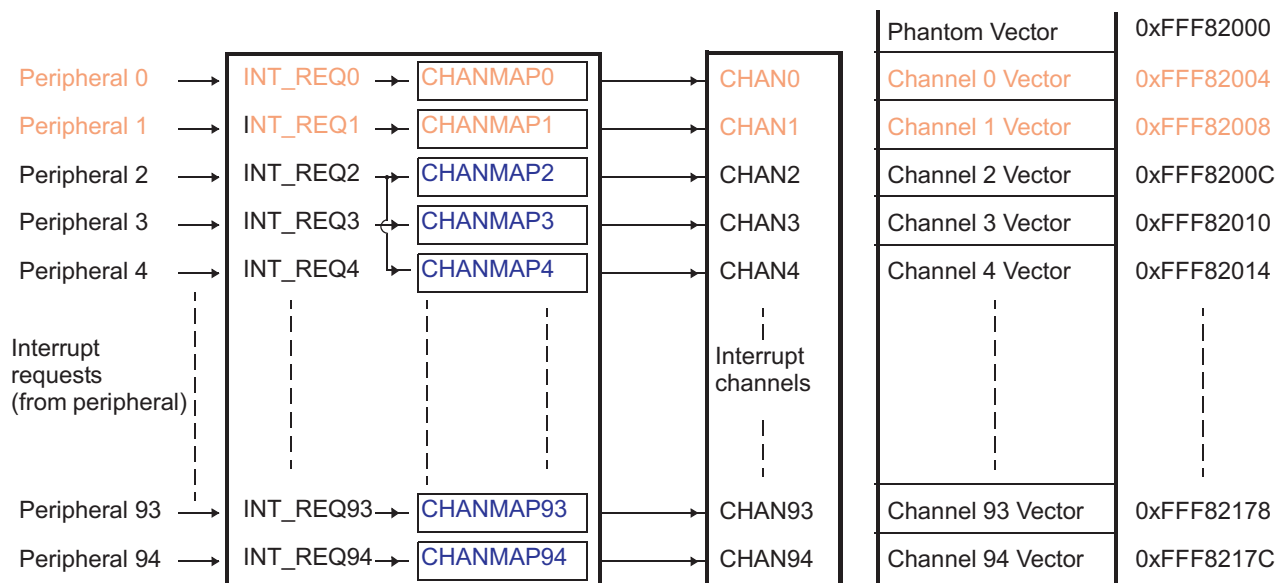 Phantom Vector 0xFFF82000
Peripheral 0 INT_REQ0 CHANMAP0 CHAN0 Channel 0 Vector 0xFFF82004
Peripheral 1 INT_REQ1 CHANMAP1 CHAN1 Channel 1 Vector 0xFFF82008
Peripheral 2 INT_REQ2 CHANMAP2 CHAN2 Channel 2 Vector 0xFFF8200C
Peripheral 3 INT_REQ3 CHANMAP3 CHAN3 Channel 3 Vector 0xFFF82010
Peripheral 4 INT_REQ4 CHANMAP4 CHAN4 Channel 4 Vector 0xFFF82014
Interrupt
requests
(from peripheral)
Interrupt
channels
Peripheral 93 INT_REQ93 CHANMAP93 CHAN93 Channel 93 Vector 0xFFF82178
Peripheral 94 INT_REQ94 CHANMAP94 CHAN94 Channel 94 Vector 0xFFF8217C